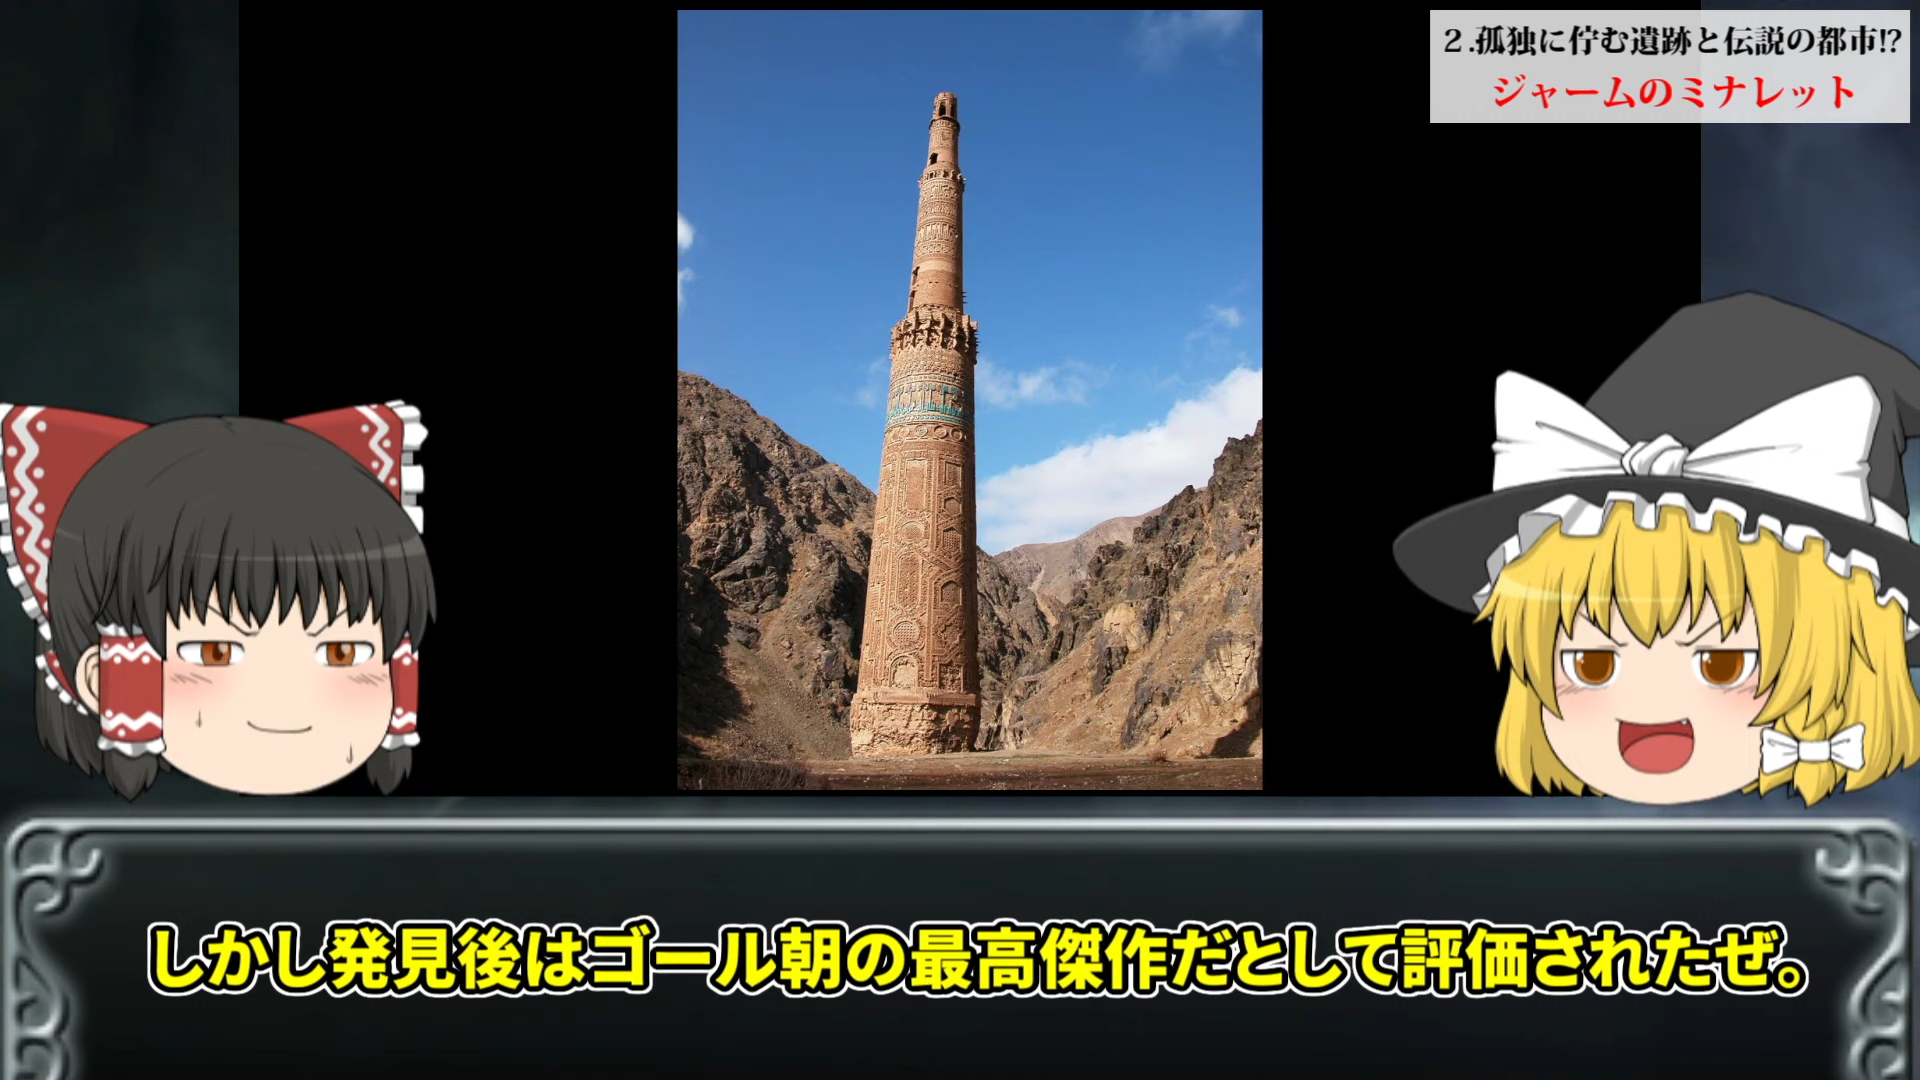 ２.孤独に佇む遺跡と伝説の都市!?
ジャームのミナレット
しかし発見後はゴール朝の最高傑作だとして評価されたぜ。